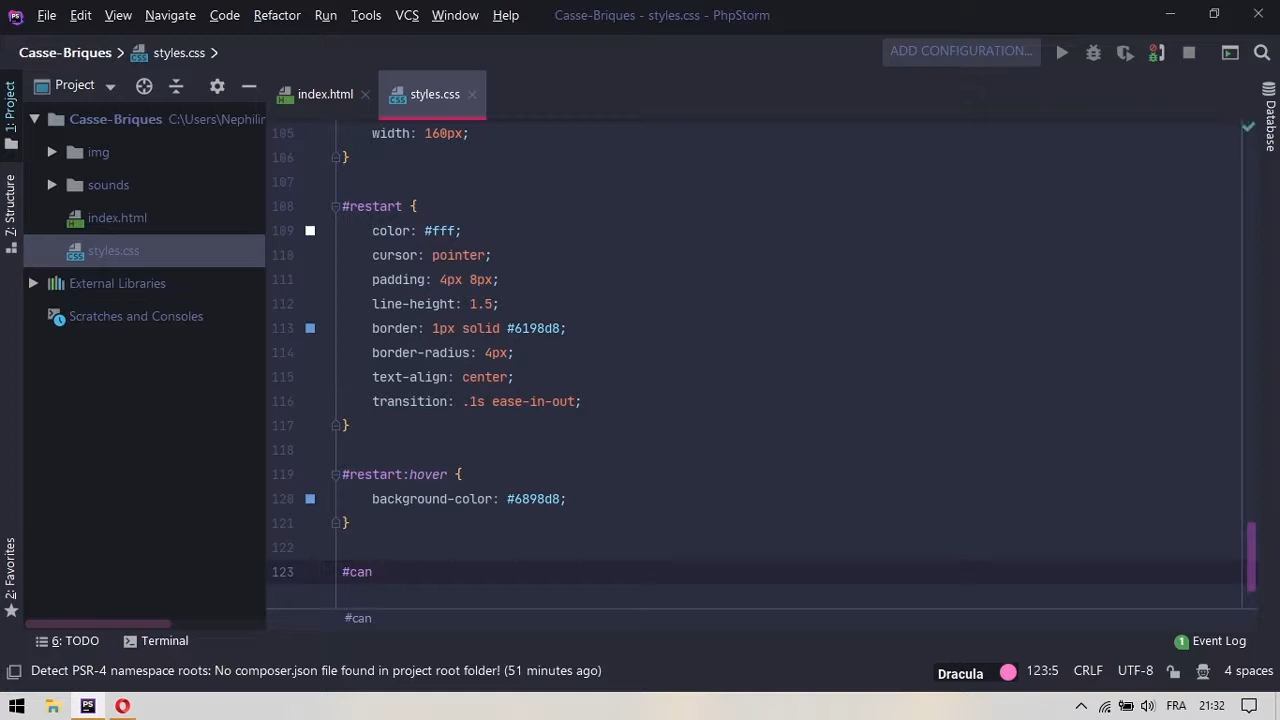 File Edit View Navigate Code Refactor Run Tools VCS Window Help Casse-Briques - styles.css - PhpStorm
Casse-Briques styles.css ADD CONFIGURATION...
Project index.html styles.css
1: Project
Z: Structure
2: Favorites
Database
Casse-Briques C:\Users\Nephilin
img
sounds
index.html
styles.css
External Libraries
Scratches and Consoles
105 width: 160px;
106 }
107
108 #restart {
109 color: #fff;
110 cursor: pointer;
111 padding: 4px 8px;
112 line-height: 1.5;
113 border: 1px solid #6198d8;
114 border-radius: 4px;
115 text-align: center;
116 transition: .1s ease-in-out;
117 }
118
119 #restart:hover {
120 background-color: #6898d8;
121 }
122
123 #can
#can
6: TODO Terminal 1 Event Log
Detect PSR-4 namespace roots: No composer.json file found in project root folder! (51 minutes ago) Dracula 123:5 CRLF UTF-8 4 spaces
PS FRA 21:32